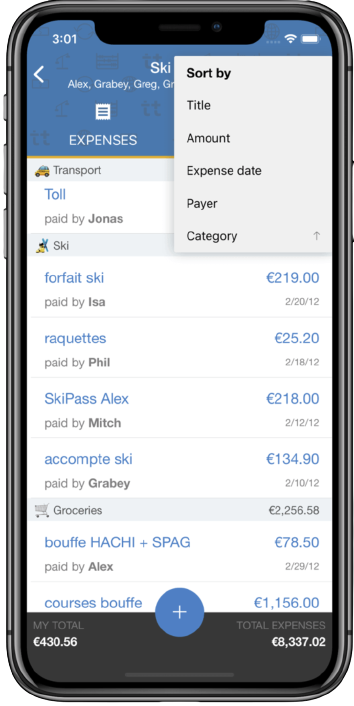 3:01
Ski
Alex, Grabey, Greg, Gr
EXPENSES
Sort by
Title
Amount
Expense date
Payer
Category ↑
Transport
Toll
paid by Jonas
Ski
forfait ski €219.00
paid by Isa 2/20/12
raquettes €25.20
paid by Phil 2/18/12
SkiPass Alex €218.00
paid by Mitch 2/12/12
accompte ski €134.90
paid by Grabey 2/10/12
Groceries €2,256.58
bouffe HACHI + SPAG €78.50
paid by Alex 2/29/12
courses bouffe €1,156.00
+
MY TOTAL TOTAL EXPENSES
€430.56 €8,337.02